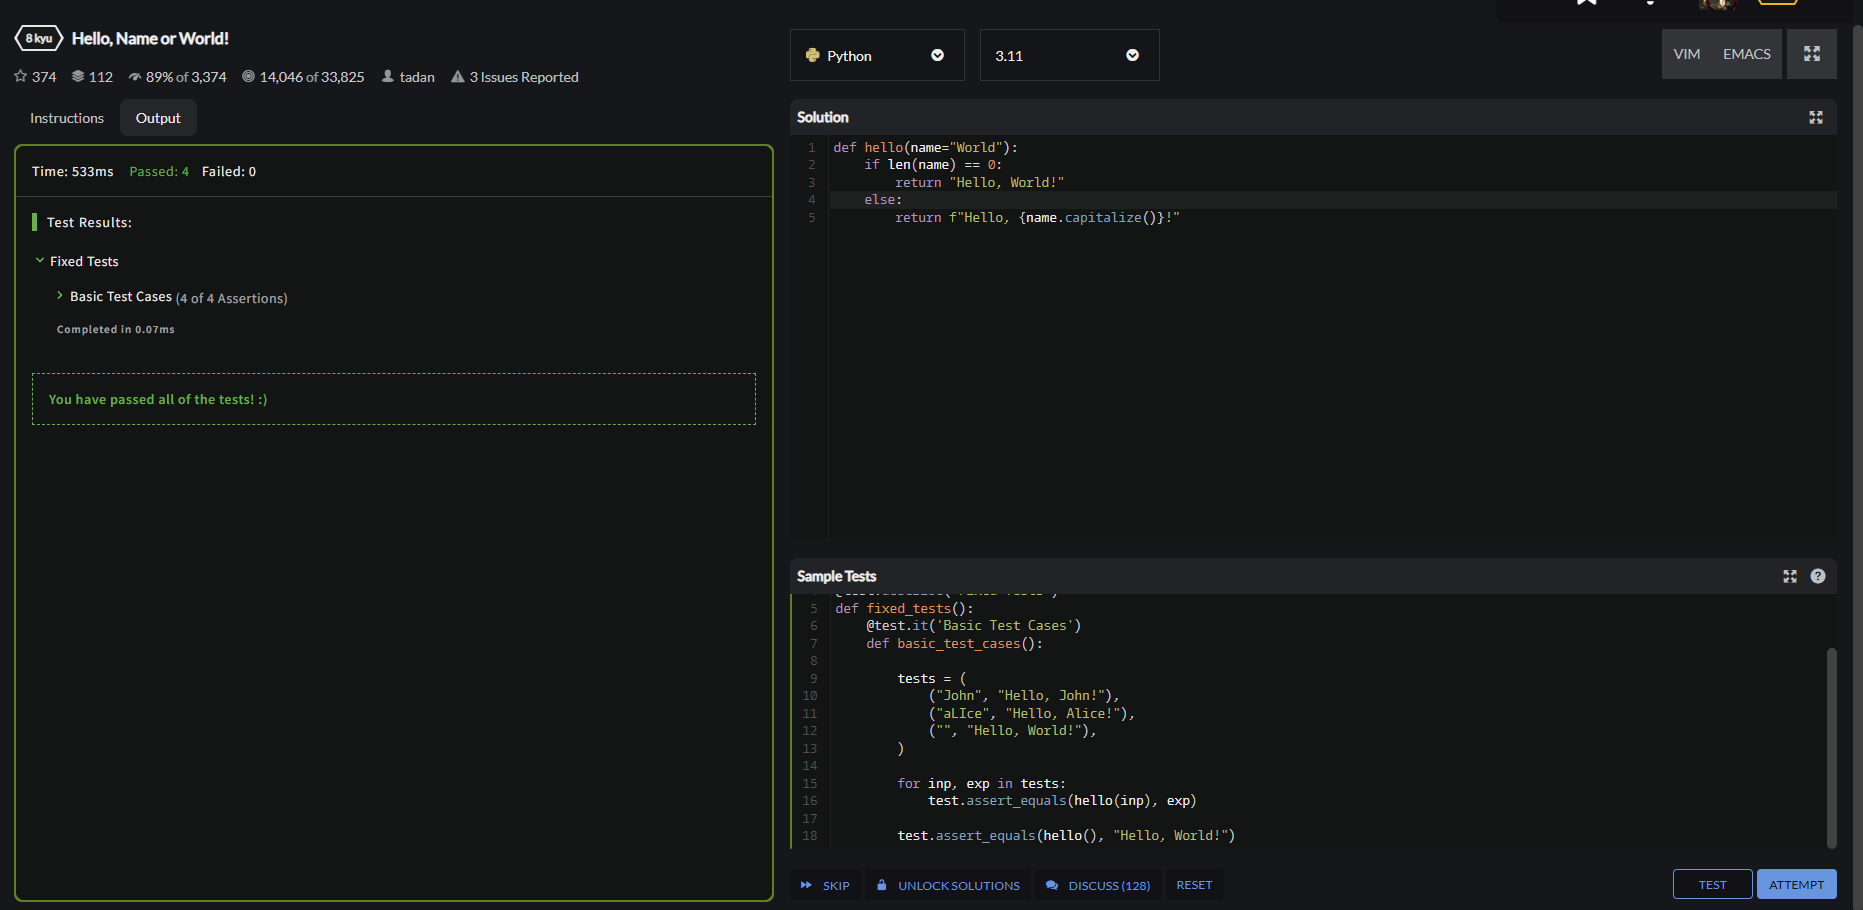 8 kyu Hello, Name or World!
374 112 89% of 3,374 14,046 of 33,825 tadan 3 Issues Reported
Instructions Output
Time: 533ms Passed: 4 Failed: 0
Test Results:
Fixed Tests
Basic Test Cases (4 of 4 Assertions)
Completed in 0.07ms
You have passed all of the tests! :)
Python 3.11 VIM EMACS
Solution
1 def hello(name="World"):
2     if len(name) == 0:
3         return "Hello, World!"
4     else:
5         return f"Hello, {name.capitalize()}!"
Sample Tests
5 def fixed_tests():
6     @test.it('Basic Test Cases')
7     def basic_test_cases():
8
9         tests = (
10             ("John", "Hello, John!"),
11             ("aLIce", "Hello, Alice!"),
12             ("", "Hello, World!"),
13         )
14
15         for inp, exp in tests:
16             test.assert_equals(hello(inp), exp)
17
18         test.assert_equals(hello(), "Hello, World!")
SKIP UNLOCK SOLUTIONS DISCUSS (128) RESET TEST ATTEMPT